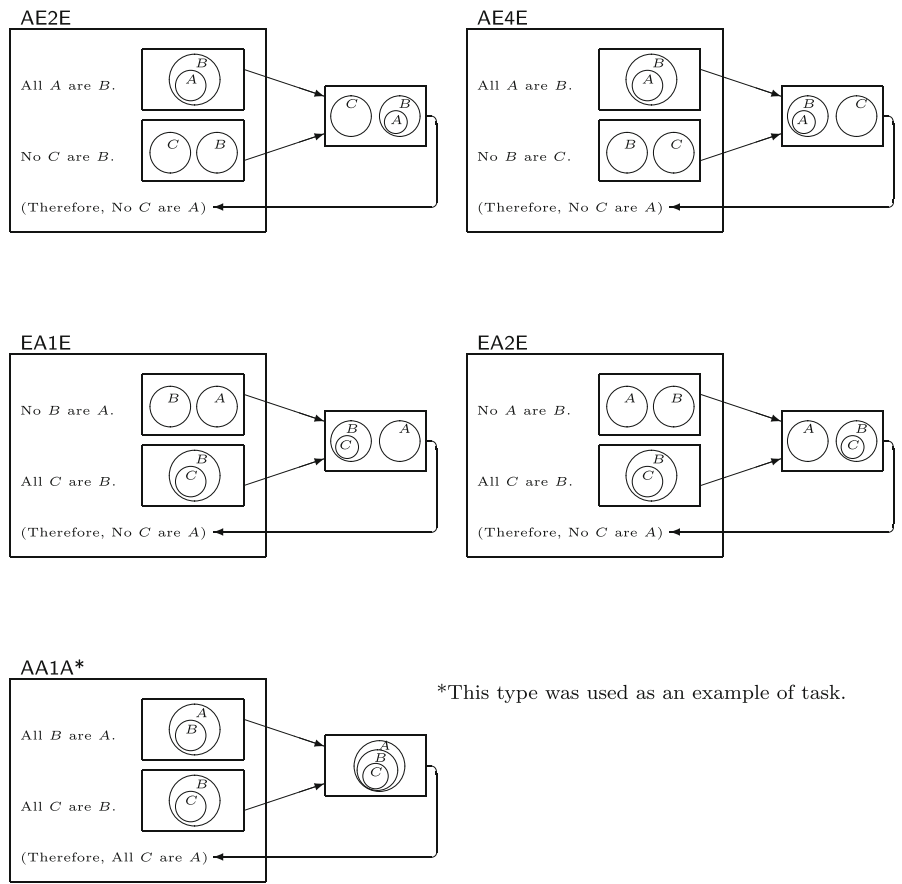 AE2E
All A are B.
B
A
No C are B.
C B
(Therefore, No C are A)
C B
A
AE4E
All A are B.
B
A
No B are C.
B C
(Therefore, No C are A)
B C
A
EA1E
No B are A.
B A
All C are B.
B
C
(Therefore, No C are A)
B A
C
EA2E
No A are B.
A B
All C are B.
B
C
(Therefore, No C are A)
A B
C
AA1A*
All B are A.
A
B
All C are B.
B
C
(Therefore, All C are A)
A
B
C
*This type was used as an example of task.